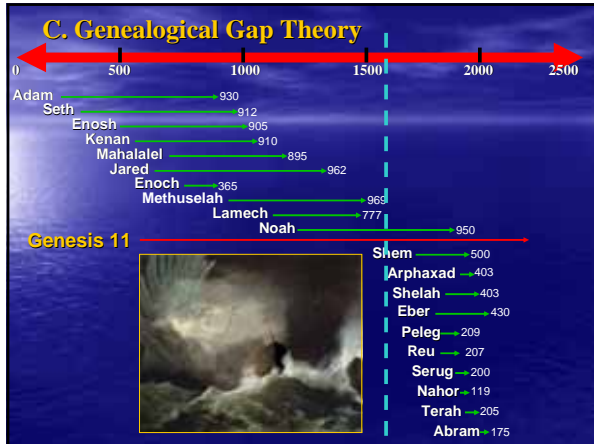 C. Genealogical Gap Theory
0 500 1000 1500 2000 2500
Adam 930
Seth 912
Enosh 905
Kenan 910
Mahalalel 895
Jared 962
Enoch 365
Methuselah 969
Lamech 777
Noah 950
Genesis 11
Shem 500
Arphaxad 403
Shelah 403
Eber 430
Peleg 209
Reu 207
Serug 200
Nahor 119
Terah 205
Abram 175